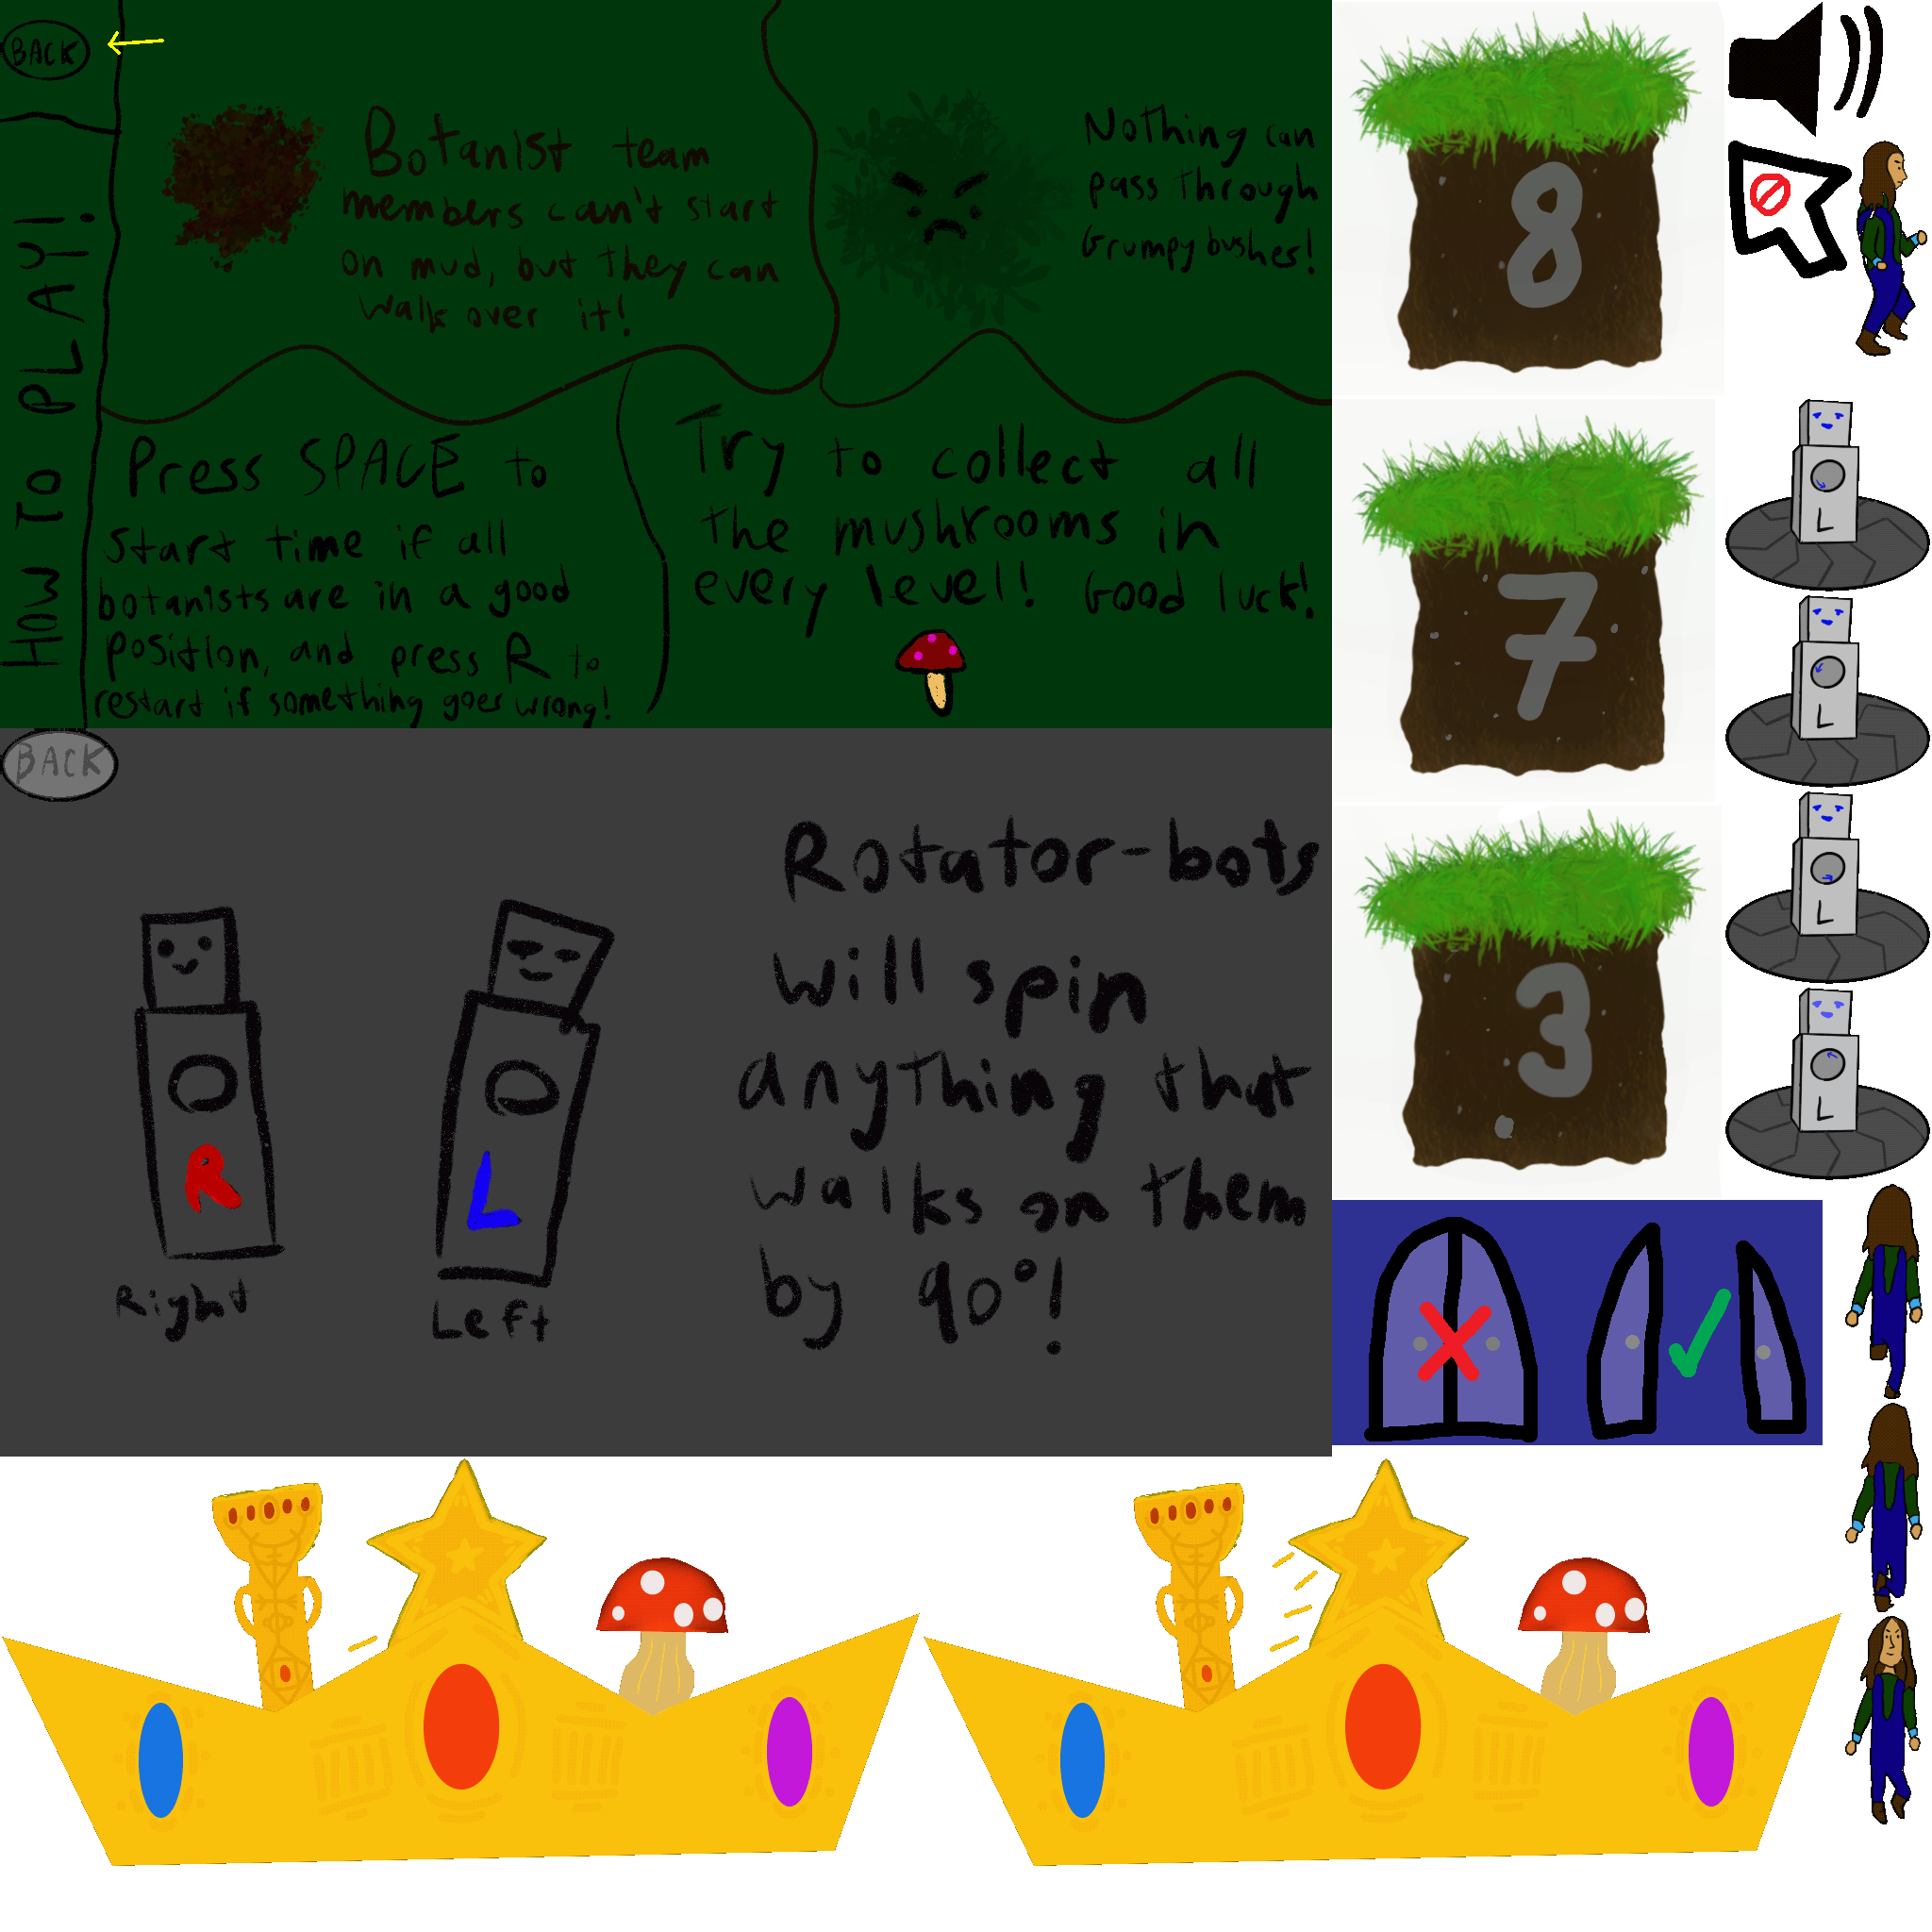 BACK
HOW TO PLAY!
Botanist team
members can't start
on mud, but they can
walk over it!
Nothing can
pass through
Grumpy bushes!
Press SPACE to
start time if all
botanists are in a good
position, and press R to
restart if something goes wrong!
Try to collect all
the mushrooms in
every level! Good luck!
BACK
Rotator-bots
will spin
anything that
walks on them
by 90°!
R
L
Right
Left
8
7
3
L
L
L
L